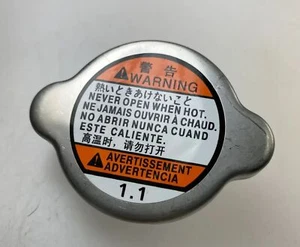 警告
WARNING
熱いときあけないこと
NEVER OPEN WHEN HOT.
NE JAMAIS OUVRIR À CHAUD.
NO ABRIR NUNCA CUAND
ESTE CALIENTE.
高温时，请勿打开
AVERTISSEMENT
ADVERTENCIA
1.1